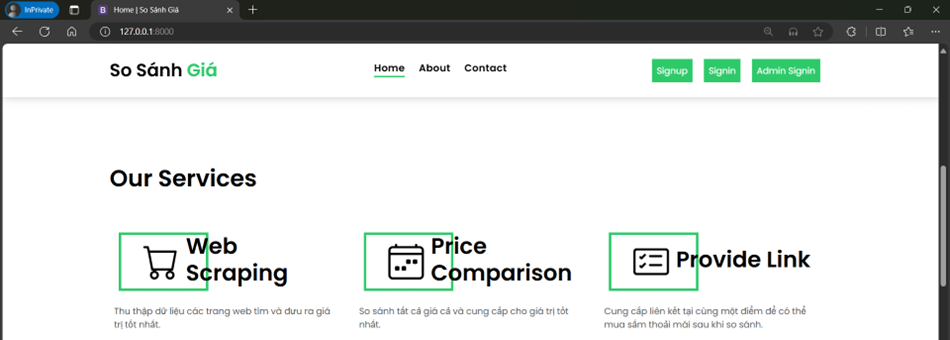 InPrivate
Home | So Sánh Giá
127.0.0.1:8000
So Sánh Giá
Home About Contact
Signup Signin Admin Signin
Our Services
Web
Scraping
Thu thập dữ liệu các trang web tìm và đưu ra giá
trị tốt nhất.
Price
Comparison
So sánh tất cả giá cả và cung cấp cho giá trị tốt
nhất.
Provide Link
Cung cấp liên kết tại cùng một điểm để có thể
mua sắm thoải mái sau khi so sánh.